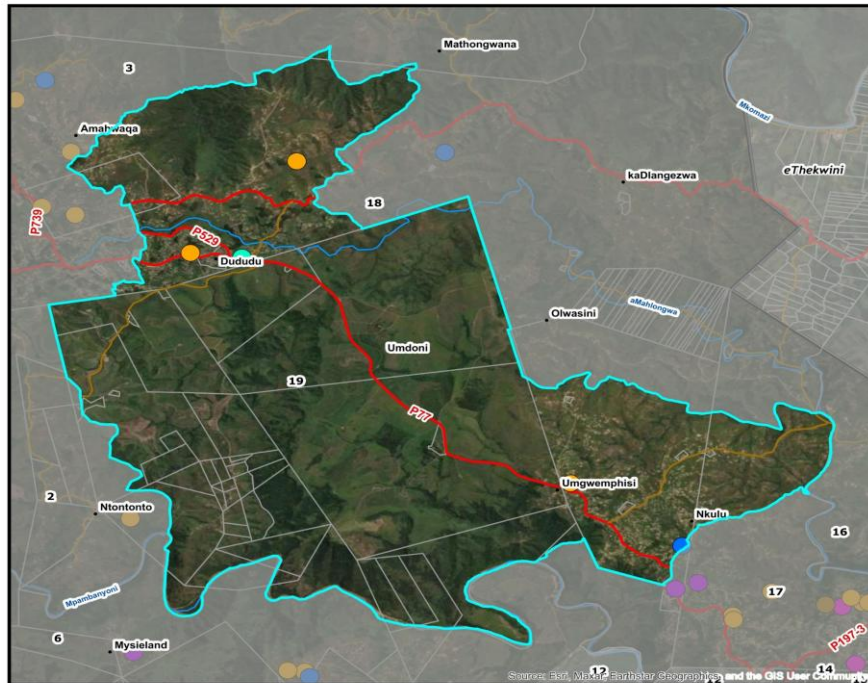 Mathongwana
3
Mkomazi
Amahwaqa
eThekwini
kaDlangezwa
18
P739
P529
Dududu
aMahlongwa
Olwasini
Umdoni
19
P77
Umgwemphisi
2
Ntontonto
Nkulu
16
17
Mpambanyoni
6
Mysieland
P197-3
12
14
Source: Esri, Maxar, Earthstar Geographics, and the GIS User Community